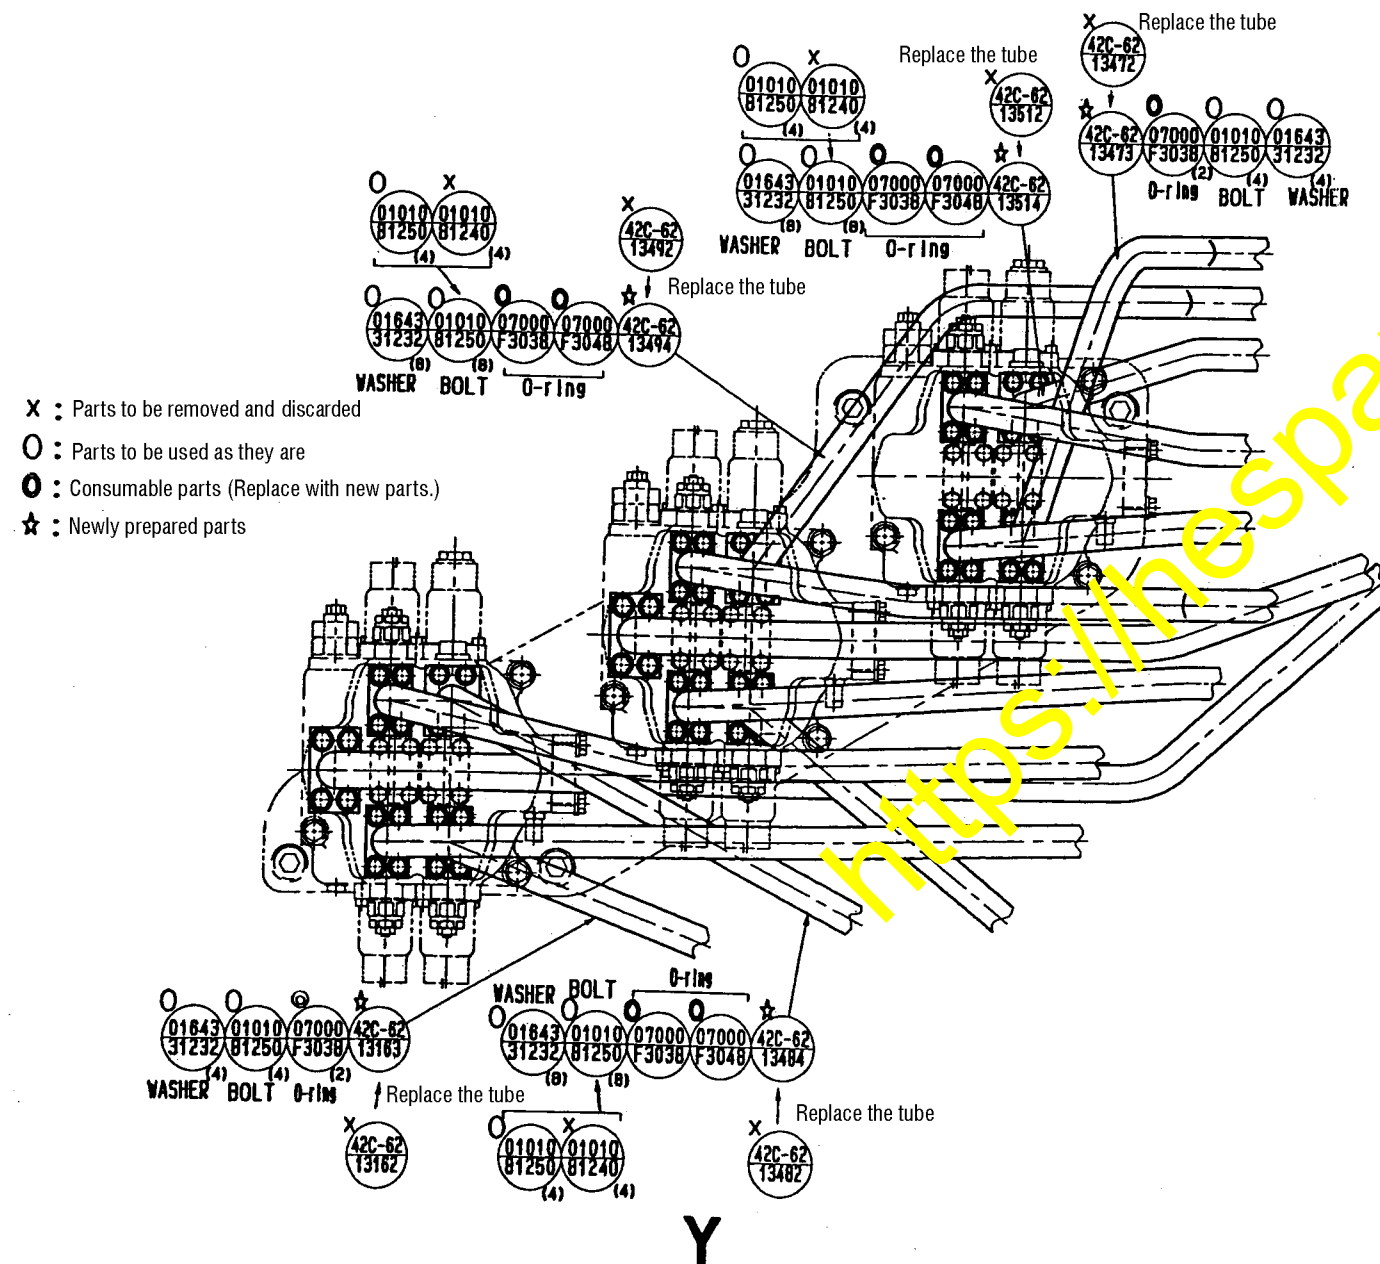 X Replace the tube
42C-62
13472
O X
01010 01010
81250 81240
(4) (4)
Replace the tube
X
42C-62
13512
42C-62 07000 01010 01643
13473 F3038 81250 31232
(2) (4) (4)
O-ring BOLT WASHER
01643 01010 07000 07000 42C-62
31232 81250 F3038 F3048 13514
(8) (8)
WASHER BOLT O-ring
O X
01010 01010
81250 81240
(4) (4)
X
42C-62
13492
Replace the tube
01643 01010 07000 07000 42C-62
31232 81250 F3038 F3048 13494
(8) (8)
WASHER BOLT O-ring
X : Parts to be removed and discarded
O : Parts to be used as they are
O : Consumable parts (Replace with new parts.)
☆ : Newly prepared parts
https://hespa
01643 01010 07000 42C-62
31232 81250 F3038 13163
(4) (4) (2)
WASHER BOLT O-ring
Replace the tube
X
42C-62
13162
WASHER BOLT O-ring
01643 01010 07000 07000 42C-62
31232 81250 F3038 F3048 13484
(8) (8)
O X
01010 01010
81250 81240
(4) (4)
Replace the tube
X
42C-62
13482
Y